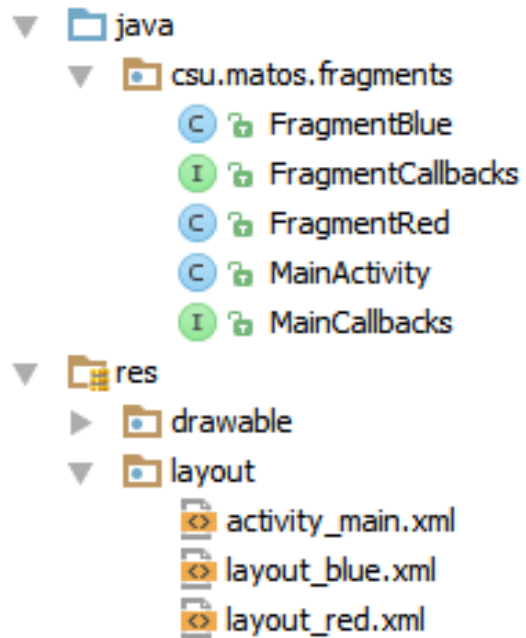 java
csu.matos.fragments
C FragmentBlue
I FragmentCallbacks
C FragmentRed
C MainActivity
I MainCallbacks
res
drawable
layout
activity_main.xml
layout_blue.xml
layout_red.xml